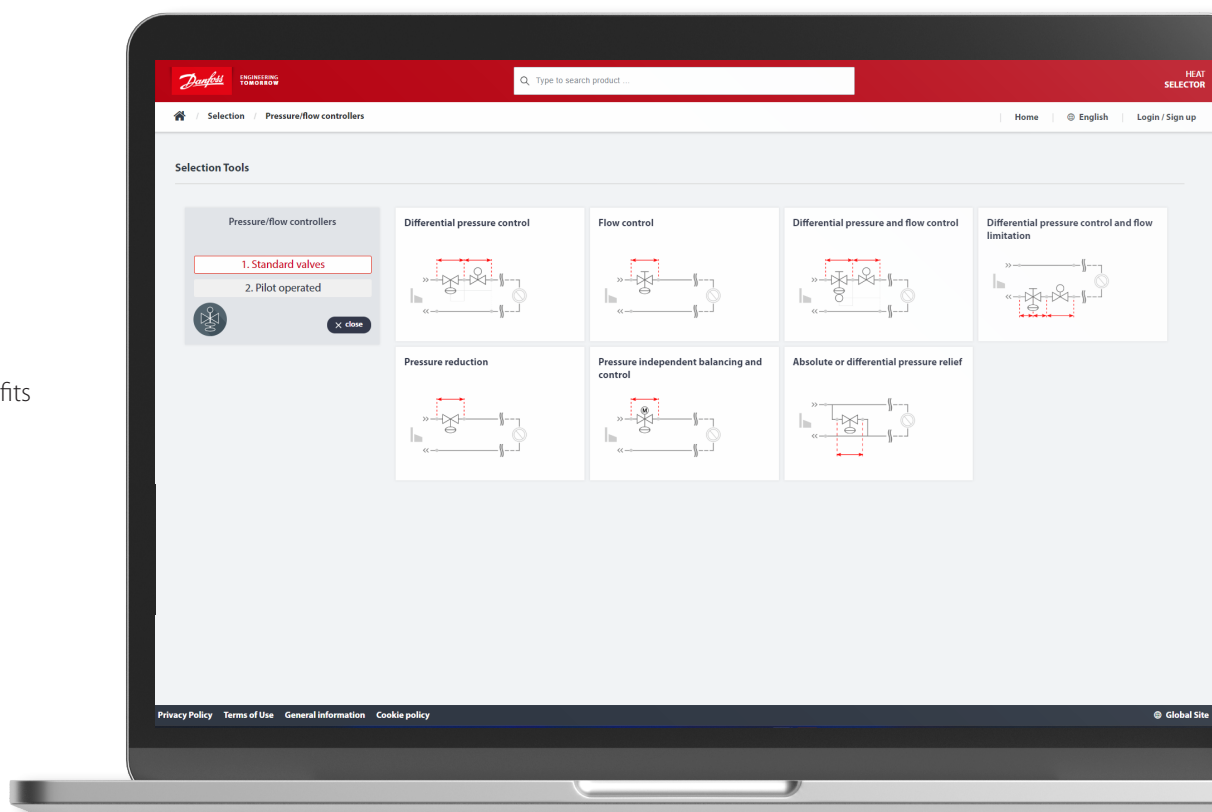 Danfoss
ENGINEERING
TOMORROW
Type to search product ...
HEAT
SELECTOR
/ Selection / Pressure/flow controllers
Home | English | Login / Sign up
Selection Tools
Pressure/flow controllers
1. Standard valves
2. Pilot operated
× close
Differential pressure control
Flow control
Differential pressure and flow control
Differential pressure control and flow
limitation
Pressure reduction
Pressure independent balancing and
control
M
Absolute or differential pressure relief
fits
Privacy Policy Terms of Use General information Cookie policy
Global Site